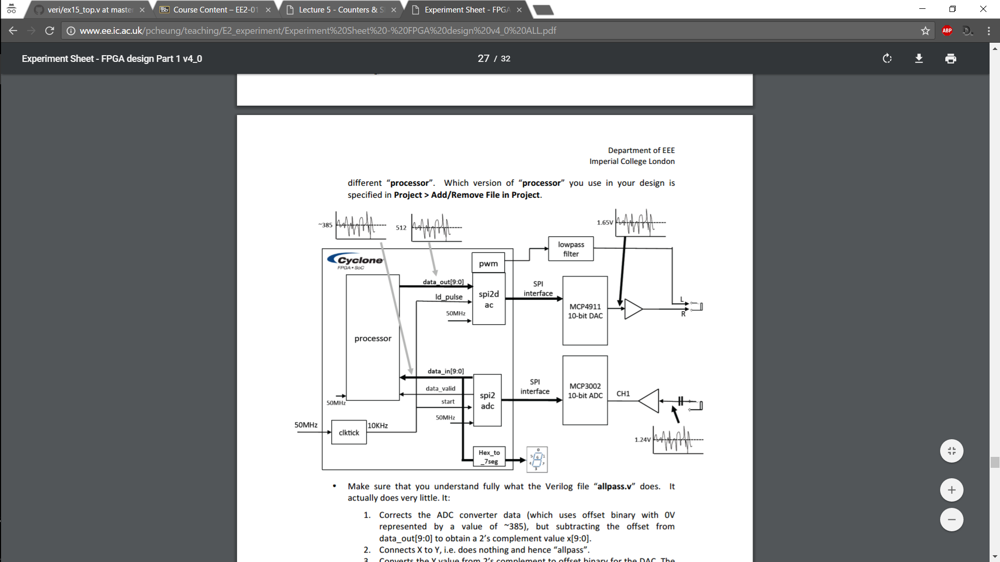 veri/ex15_top.v at master
Course Content – EE2-01
Lecture 5 - Counters & S
Experiment Sheet - FPGA
www.ee.ic.ac.uk/pcheung/teaching/E2_experiment/Experiment%20Sheet%20-%20FPGA%20design%20v4_0%20ALL.pdf
ABP
Experiment Sheet - FPGA design Part 1 v4_0
27 / 32
Department of EEE
Imperial College London
different “processor”. Which version of “processor” you use in your design is
specified in Project > Add/Remove File in Project.
~385
512
1.65V
lowpass
filter
Cyclone
FPGA • SoC
pwm
data_out[9:0]
ld_pulse
50MHz
spi2d
ac
SPI
interface
MCP4911
10-bit DAC
L
R
processor
data_in[9:0]
data_valid
start
50MHz
spi2
adc
SPI
interface
MCP3002
10-bit ADC
CH1
50MHz
50MHz
clktick
10KHz
1.24V
Hex_to
_7seg
0
5 6 1
4 2
3
• Make sure that you understand fully what the Verilog file “allpass.v” does. It
actually does very little. It:
1. Corrects the ADC converter data (which uses offset binary with 0V
represented by a value of ~385), but subtracting the offset from
data_out[9:0] to obtain a 2’s complement value x[9:0].
2. Connects X to Y, i.e. does nothing and hence “allpass”.
3. Converts the Y value from 2’s complement to offset binary for the DAC. The